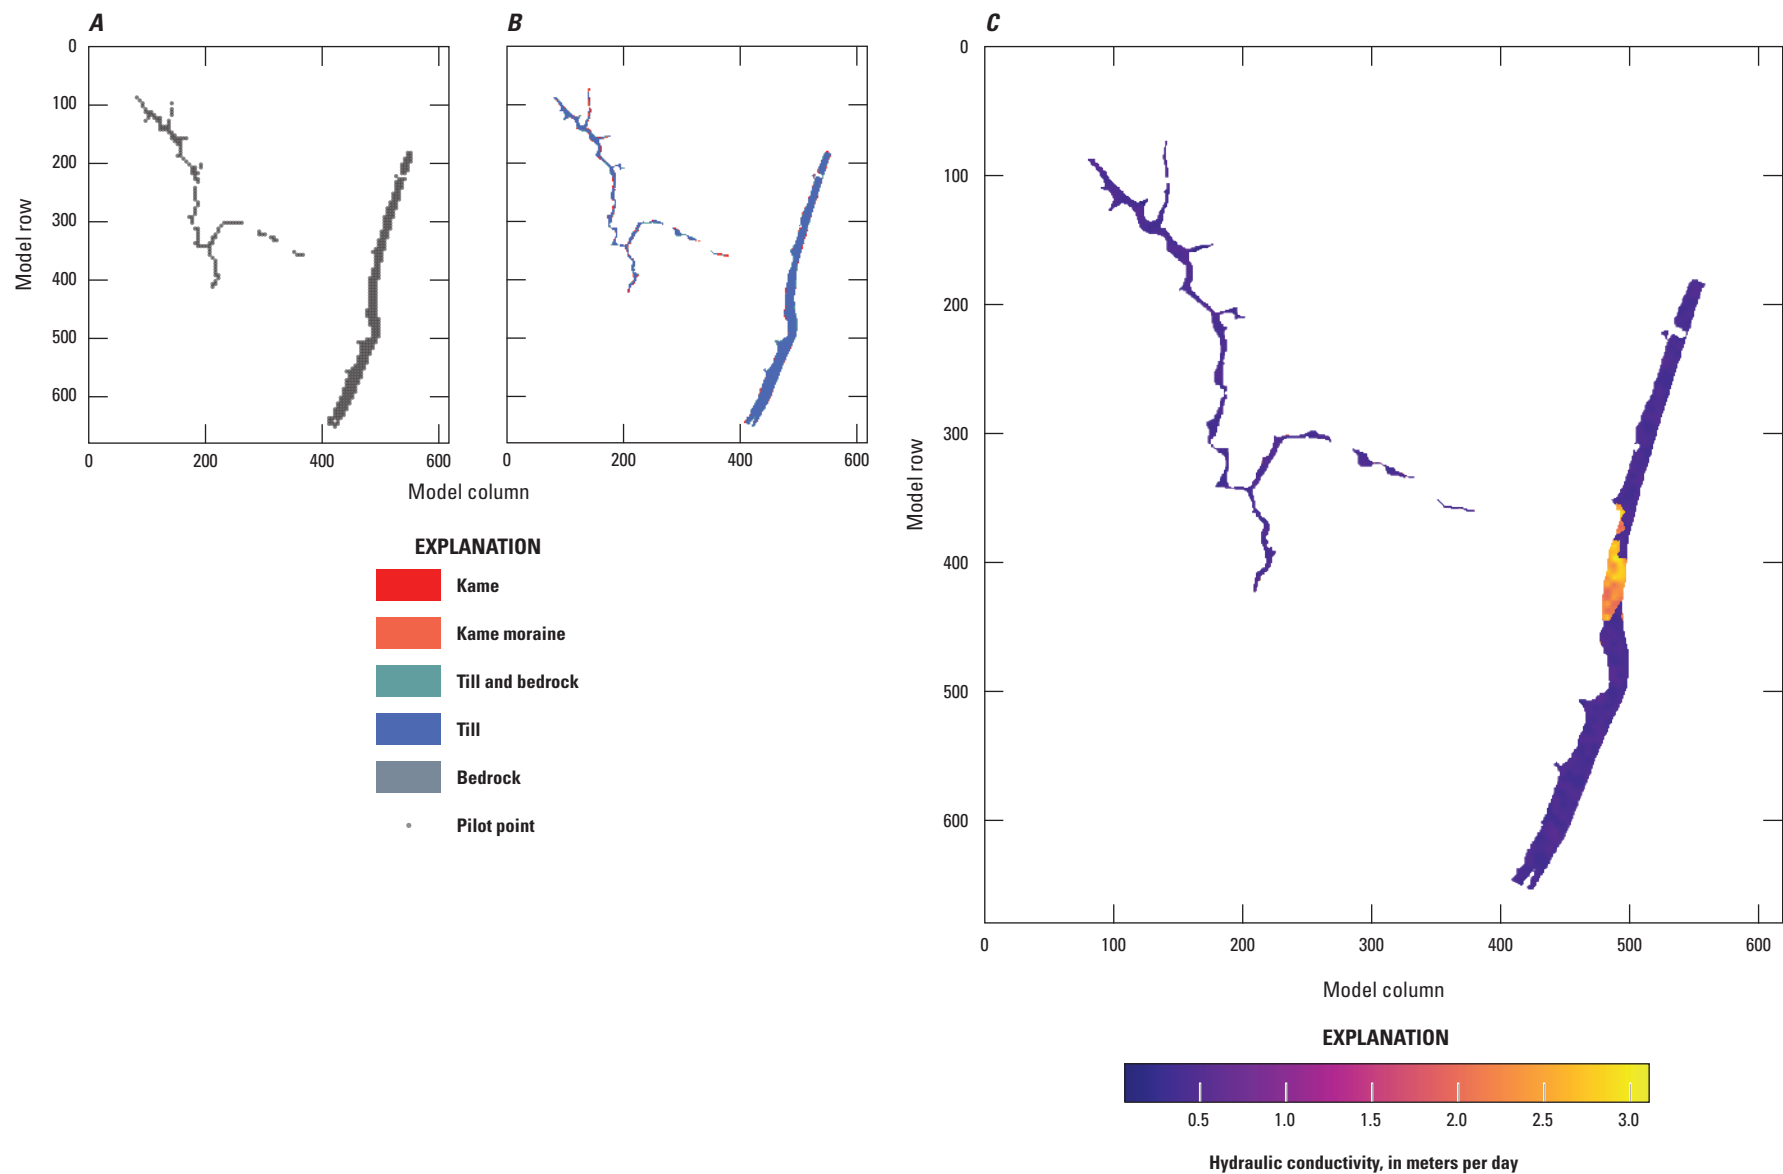 A
0
100
200
300
400
500
600
Model row
0
200
400
600
B
0
200
400
600
Model column
EXPLANATION
Kame
Kame moraine
Till and bedrock
Till
Bedrock
Pilot point
C
0
100
200
300
400
500
600
Model row
0
100
200
300
400
500
600
Model column
EXPLANATION
0.5
1.0
1.5
2.0
2.5
3.0
Hydraulic conductivity, in meters per day